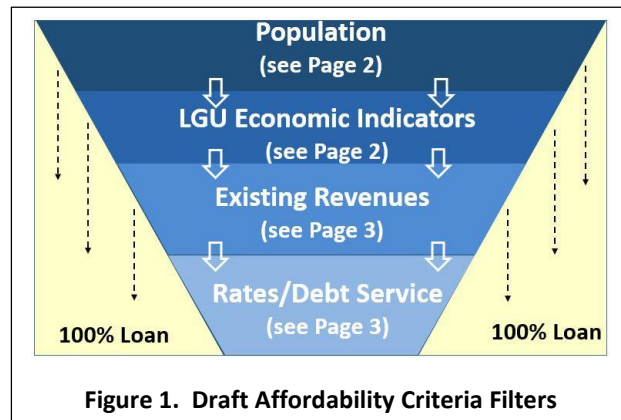 Population
(see Page 2)
LGU Economic Indicators
(see Page 2)
Existing Revenues
(see Page 3)
Rates/Debt Service
(see Page 3)
100% Loan
100% Loan
Figure 1. Draft Affordability Criteria Filters